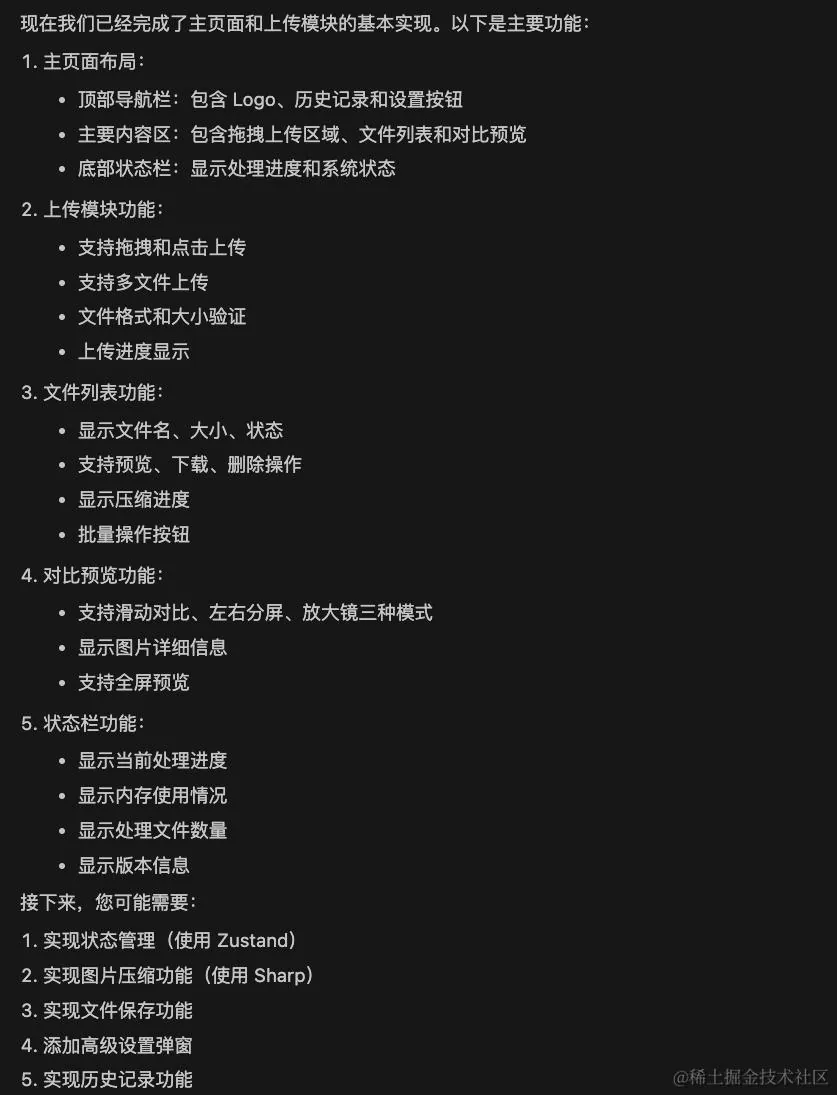 现在我们已经完成了主页面和上传模块的基本实现。以下是主要功能：
1. 主页面布局：
• 顶部导航栏：包含 Logo、历史记录和设置按钮
• 主要内容区：包含拖拽上传区域、文件列表和对比预览
• 底部状态栏：显示处理进度和系统状态
2. 上传模块功能：
• 支持拖拽和点击上传
• 支持多文件上传
• 文件格式和大小验证
• 上传进度显示
3. 文件列表功能：
• 显示文件名、大小、状态
• 支持预览、下载、删除操作
• 显示压缩进度
• 批量操作按钮
4. 对比预览功能：
• 支持滑动对比、左右分屏、放大镜三种模式
• 显示图片详细信息
• 支持全屏预览
5. 状态栏功能：
• 显示当前处理进度
• 显示内存使用情况
• 显示处理文件数量
• 显示版本信息
接下来，您可能需要：
1. 实现状态管理（使用 Zustand）
2. 实现图片压缩功能（使用 Sharp）
3. 实现文件保存功能
4. 添加高级设置弹窗
5. 实现历史记录功能
@稀土掘金技术社区